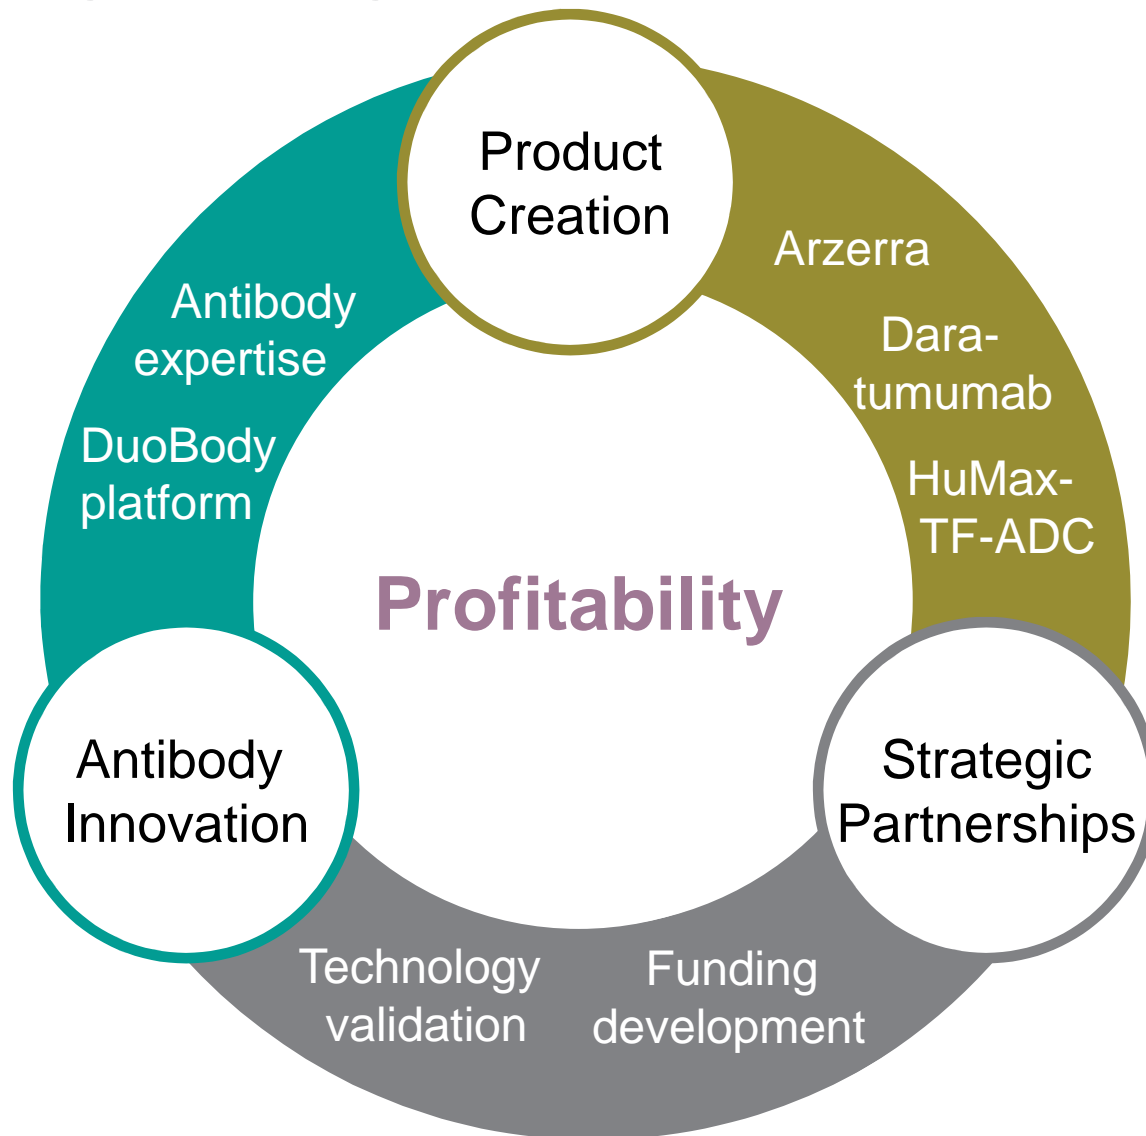 Product
Creation
Arzerra
Dara-
tumumab
HuMax-
TF-ADC
Antibody
expertise
DuoBody
platform
Profitability
Antibody
Innovation
Strategic
Partnerships
Technology
validation
Funding
development